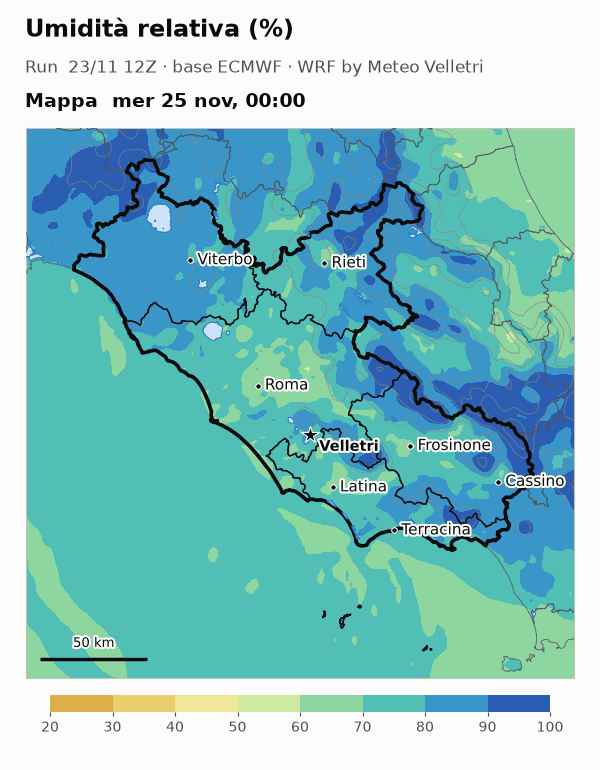 Umidità relativa (%)
Run  23/11 12Z · base ECMWF · WRF by Meteo Velletri
Mappa  mer 25 nov, 00:00
Viterbo
Rieti
Roma
Velletri
Frosinone
Latina
Cassino
Terracina
50 km
20 30 40 50 60 70 80 90 100